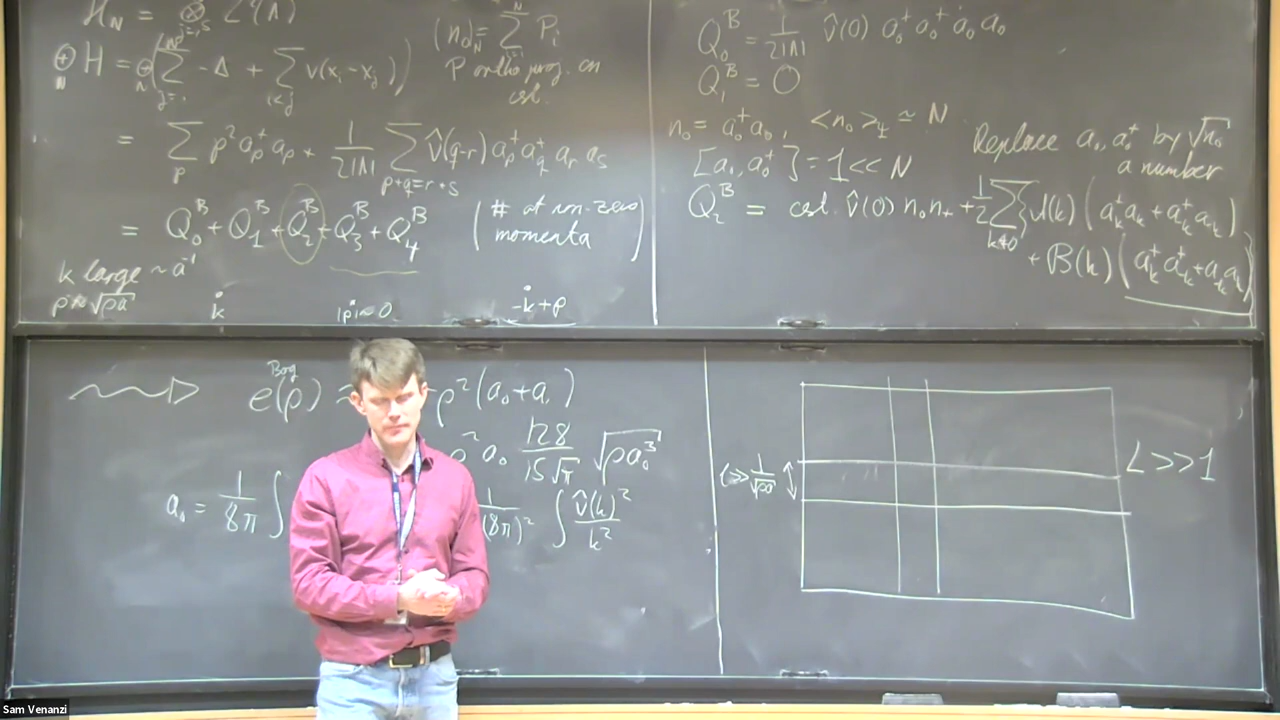 H_N = ⊗ L²(Λ)
⊕_N H = ⊕_N ( Σ_{j=1}^N -Δ + Σ_{i<j} v(x_i - x_j) )
= Σ_p p² a_p^+ a_p + 1/2|Λ| Σ_{p+q=r+s} v̂(q-r) a_p^+ a_q^+ a_r a_s
= Q_0^B + Q_1^B + Q_2^B + Q_3^B + Q_4^B ( # of non-zero momenta
k large ~ a^{-1}
p ~ √ρa
k
|p| ~ 0
-k + p
(n_0)_N = Σ_{i=1}^N P_i
P ortho proj. on
cst.
Q_0^B = 1/2|Λ| v̂(0) a_0^+ a_0^+ a_0 a_0
Q_1^B = 0
n_0 = a_0^+ a_0, <n_0>_ψ ≈ N
[a_0, a_0^+] = 1 << N
Replace a_0, a_0^+ by √n_0
a number
Q_2^B = cst. v̂(0) n_0 n_+ + 1/2 Σ_{k≠0} A(k) ( a_k^+ a_k + a_{-k}^+ a_{-k} )
+ B(k) ( a_k^+ a_{-k}^+ + a_k a_{-k} )
Bog
e(ρ) ≈ ρ² (a_0 + a_1)
ρ² a_0 128/15√π √ρa_0³
a_0 = 1/8π ∫
1/(8π)² ∫ v̂(k)²/k²
ℓ >> 1/√ρa
L >> 1
Sam Venanzi